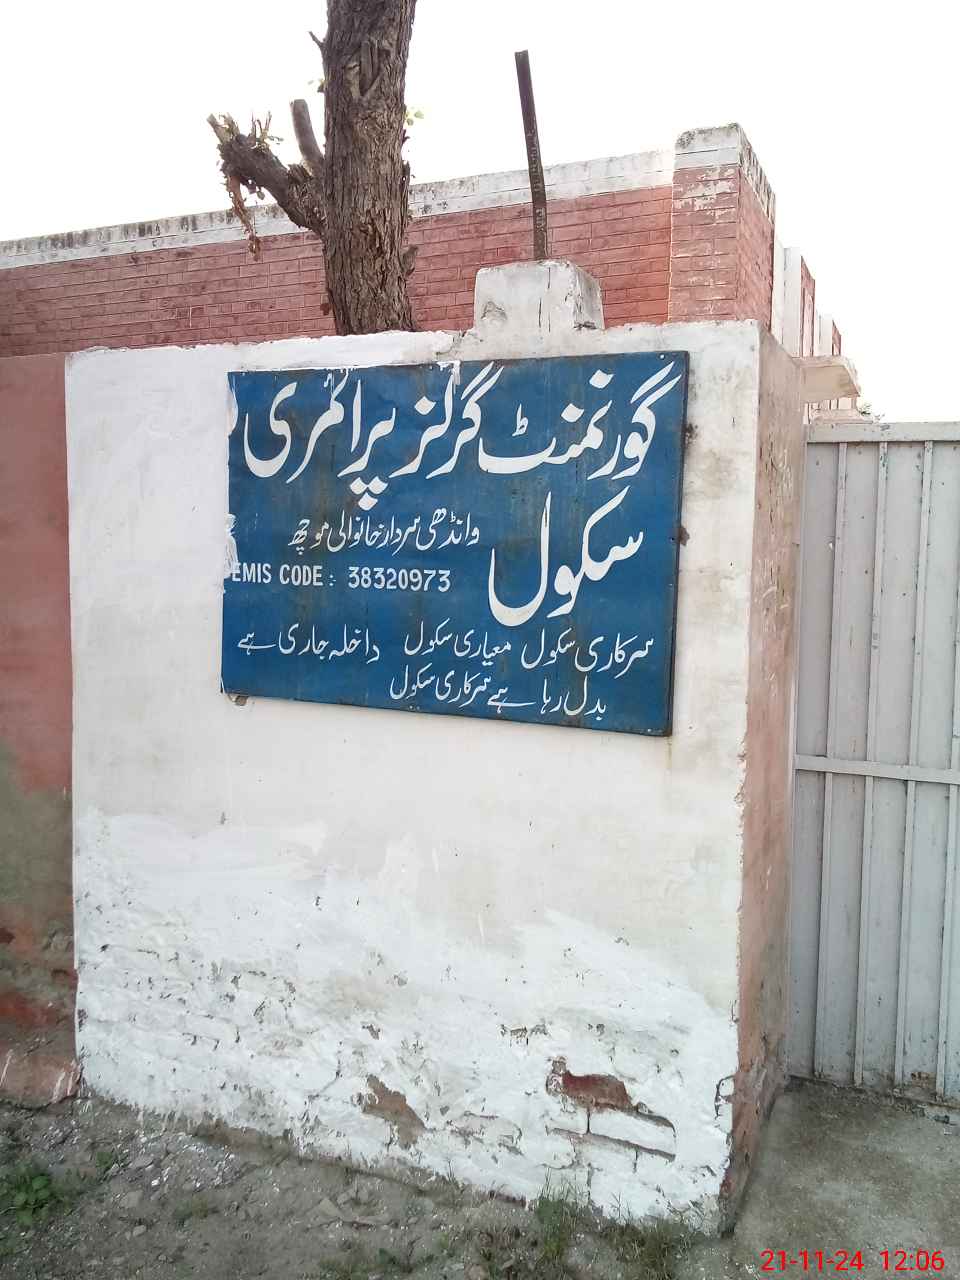 گورنمنٹ گرلز پرائمری
سکول
وانڈھی سردار خانوالی موچھ
EMIS CODE : 38320973
سرکاری سکول معیاری سکول داخلہ جاری ہے
بدل رہا ہے سرکاری سکول
21-11-24 12:06